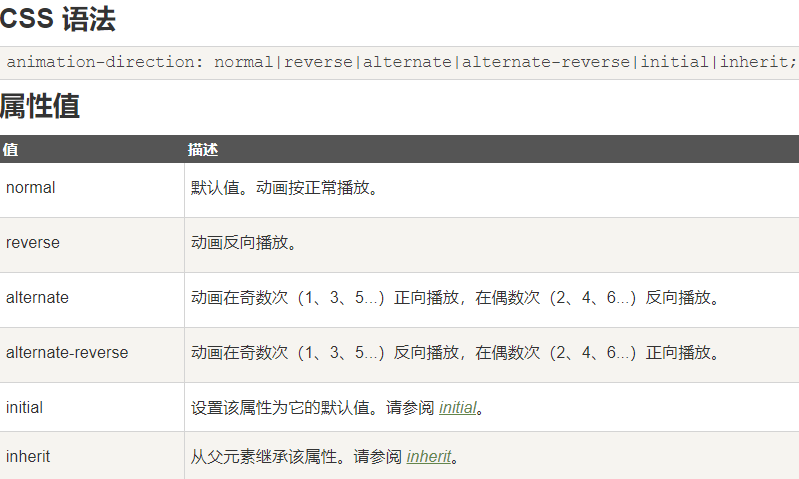 CSS 语法
animation-direction: normal|reverse|alternate|alternate-reverse|initial|inherit;
属性值
值 描述
normal 默认值。动画按正常播放。
reverse 动画反向播放。
alternate 动画在奇数次（1、3、5...）正向播放，在偶数次（2、4、6...）反向播放。
alternate-reverse 动画在奇数次（1、3、5...）反向播放，在偶数次（2、4、6...）正向播放。
initial 设置该属性为它的默认值。请参阅 initial。
inherit 从父元素继承该属性。请参阅 inherit。